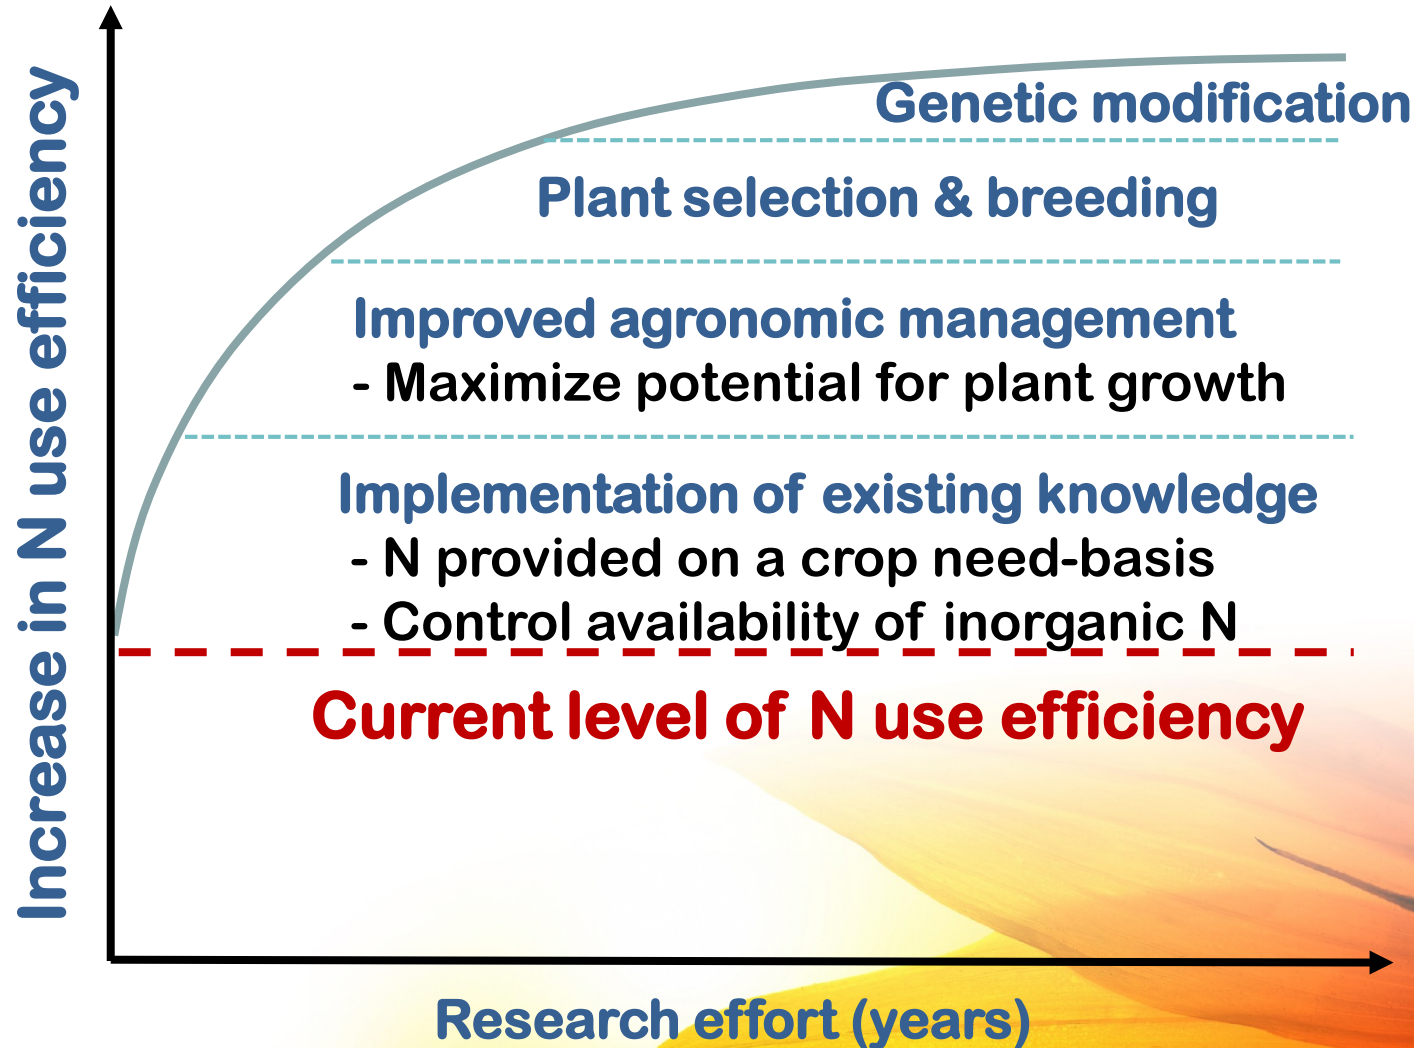 Increase in N use efficiency
Genetic modification
Plant selection & breeding
Improved agronomic management
- Maximize potential for plant growth
Implementation of existing knowledge
- N provided on a crop need-basis
- Control availability of inorganic N
Current level of N use efficiency
Research effort (years)